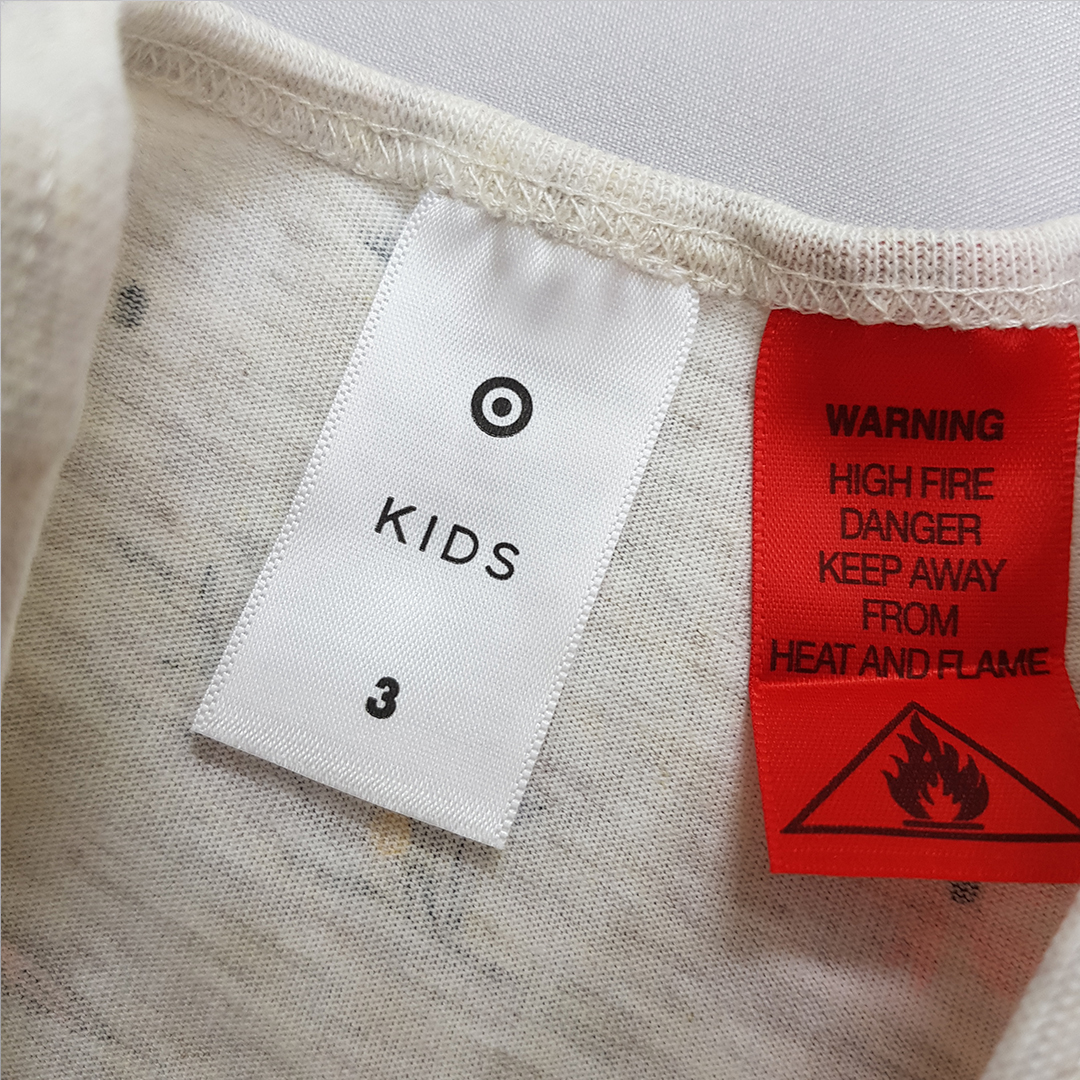 KIDS
3
WARNING
HIGH FIRE
DANGER
KEEP AWAY
FROM
HEAT AND FLAME